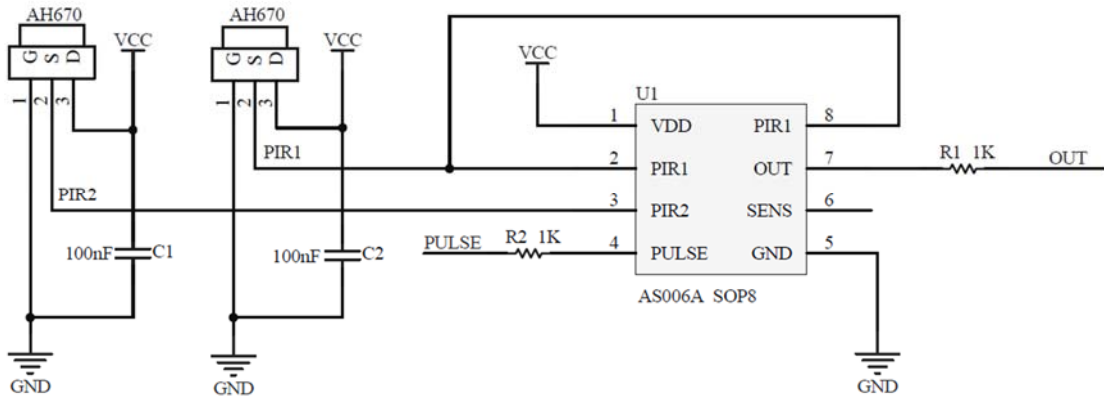 AH670
G S D
1 2 3
VCC
PIR2
100nF
C1
GND
AH670
G S D
1 2 3
VCC
PIR1
100nF
C2
GND
VCC
U1
1 VDD PIR1 8
2 PIR1 OUT 7
3 PIR2 SENS 6
4 PULSE GND 5
AS006A SOP8
PULSE
R2 1K
R1 1K
OUT
GND